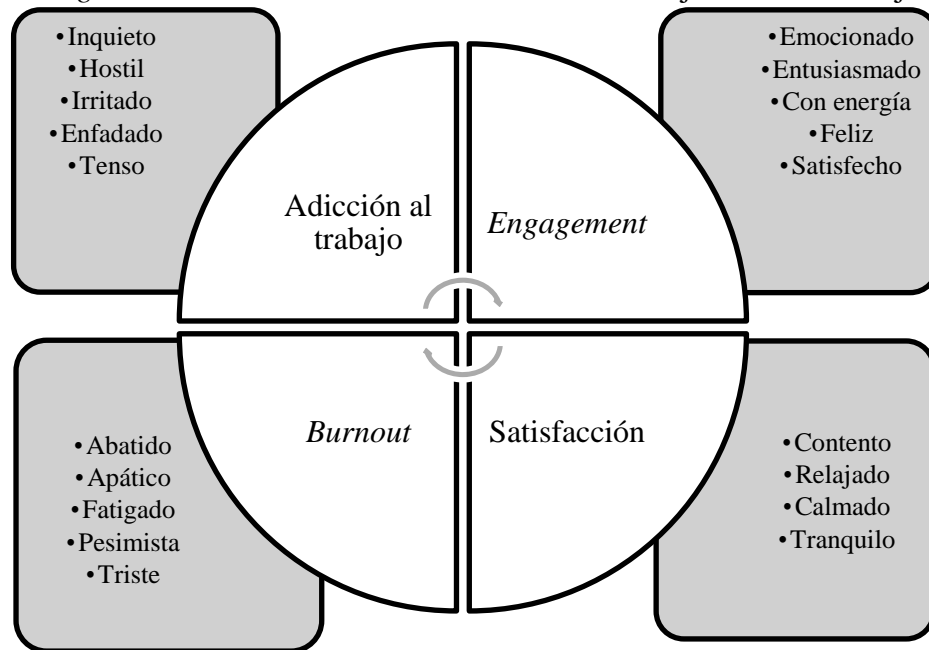 • Inquieto
• Hostil
• Irritado
• Enfadado
• Tenso
• Emocionado
• Entusiasmado
• Con energía
• Feliz
• Satisfecho
Adicción al
trabajo
Engagement
Burnout
Satisfacción
• Abatido
• Apático
• Fatigado
• Pesimista
• Triste
• Contento
• Relajado
• Calmado
• Tranquilo